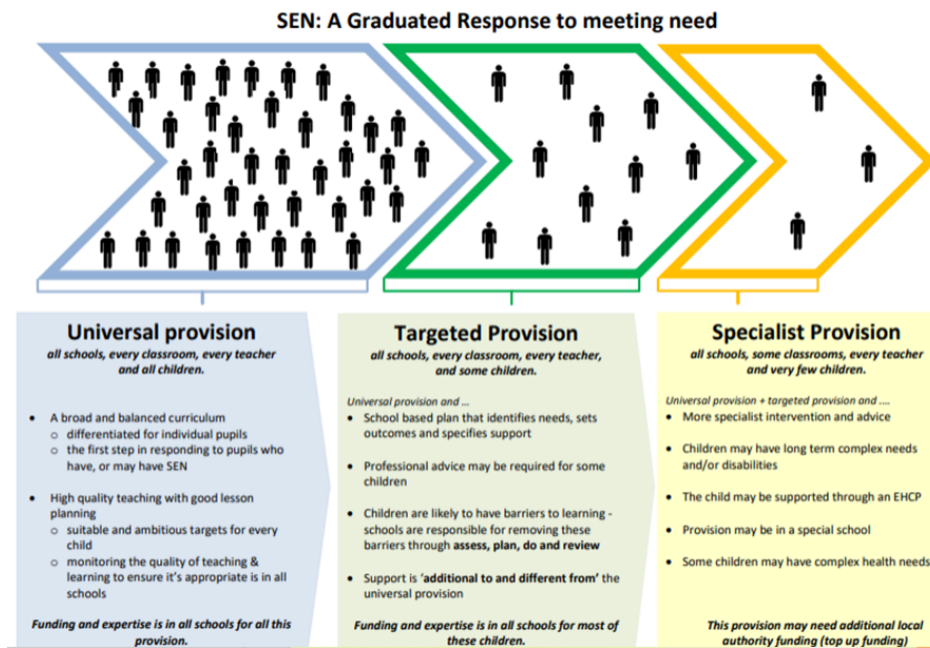 SEN: A Graduated Response to meeting need
Universal provision
all schools, every classroom, every teacher
and all children.
• A broad and balanced curriculum
o differentiated for individual pupils
o the first step in responding to pupils who
have, or may have SEN
• High quality teaching with good lesson
planning
o suitable and ambitious targets for every
child
o monitoring the quality of teaching &
learning to ensure it's appropriate is in all
schools
Funding and expertise is in all schools for all this
provision.
Targeted Provision
all schools, every classroom, every teacher,
and some children.
Universal provision and ...
• School based plan that identifies needs, sets
outcomes and specifies support
• Professional advice may be required for some
children
• Children are likely to have barriers to learning -
schools are responsible for removing these
barriers through assess, plan, do and review
• Support is 'additional to and different from' the
universal provision
Funding and expertise is in all schools for most of
these children.
Specialist Provision
all schools, some classrooms, every teacher
and very few children.
Universal provision + targeted provision and ....
• More specialist intervention and advice
• Children may have long term complex needs
and/or disabilities
• The child may be supported through an EHCP
• Provision may be in a special school
• Some children may have complex health needs
This provision may need additional local
authority funding (top up funding)